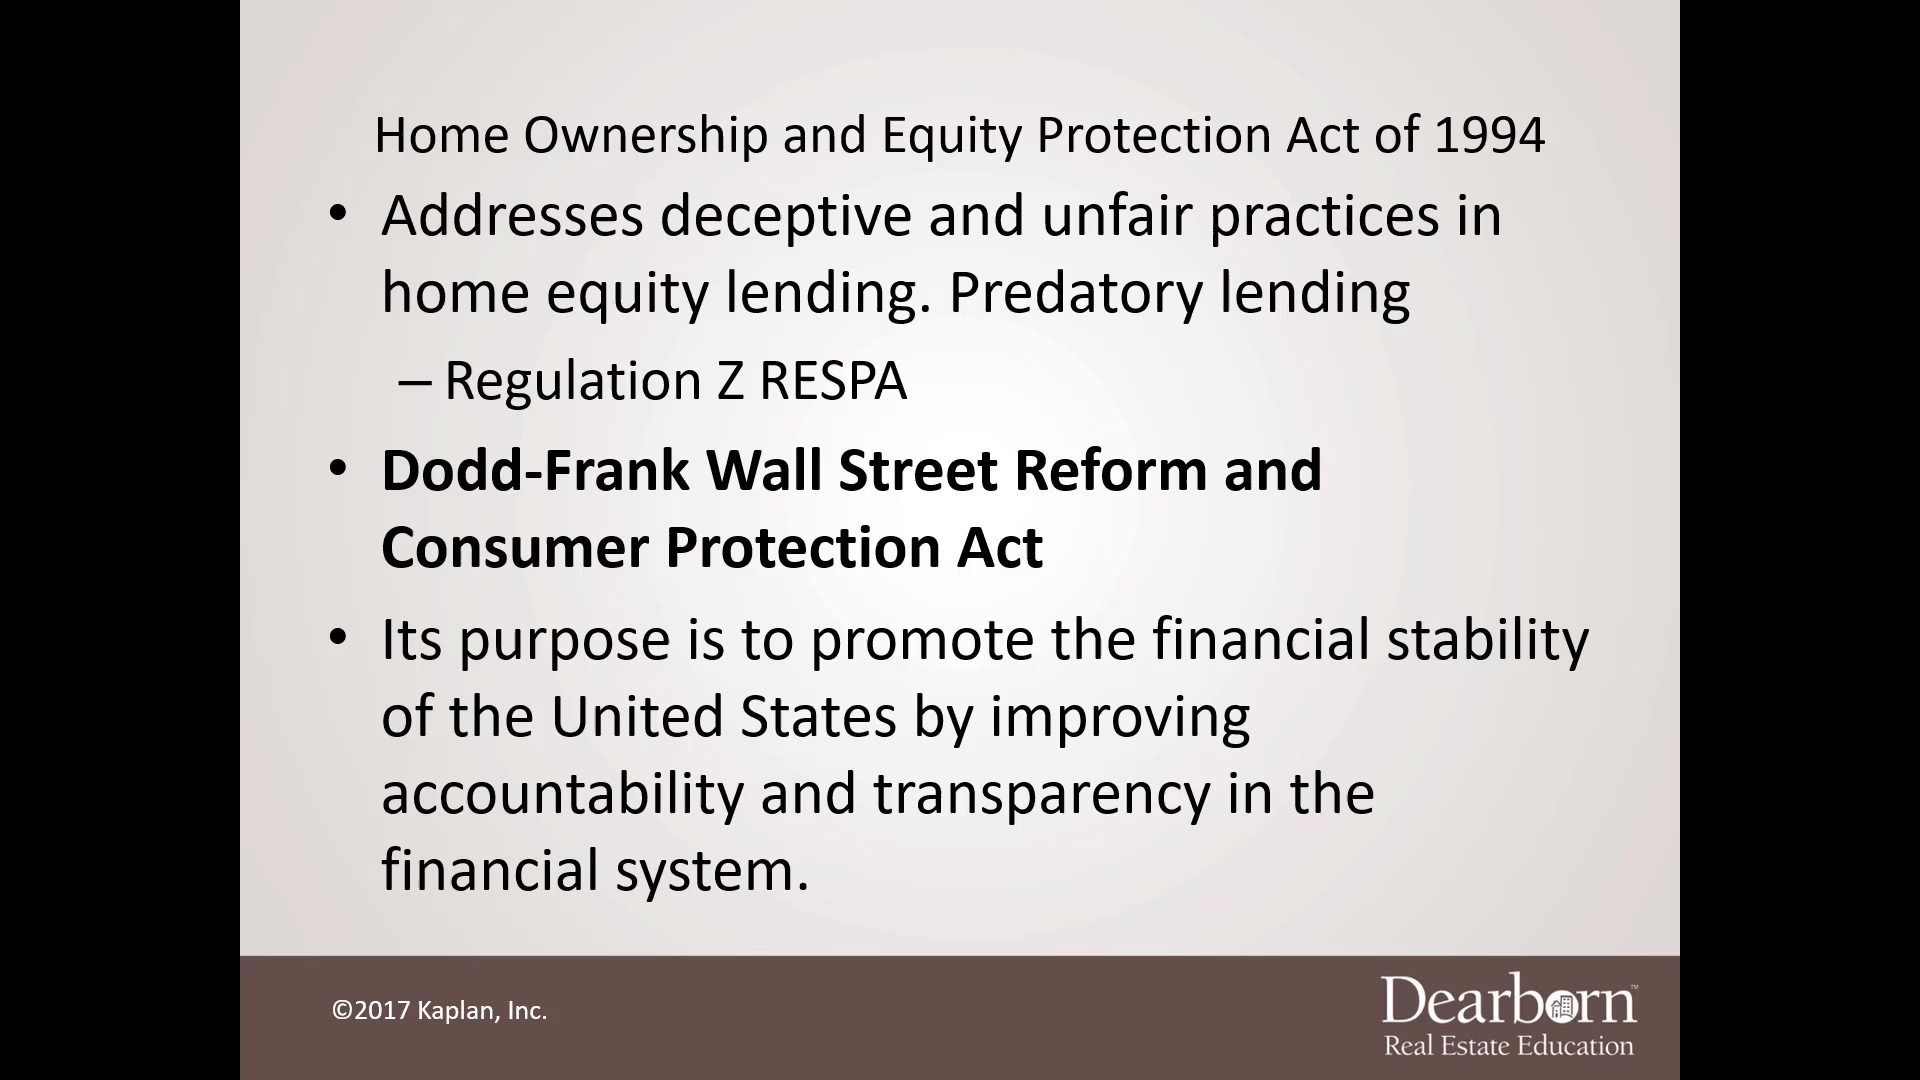 Home Ownership and Equity Protection Act of 1994
• Addresses deceptive and unfair practices in
home equity lending. Predatory lending
– Regulation Z RESPA
• Dodd-Frank Wall Street Reform and
Consumer Protection Act
• Its purpose is to promote the financial stability
of the United States by improving
accountability and transparency in the
financial system.
©2017 Kaplan, Inc.
Dearborn™
Real Estate Education